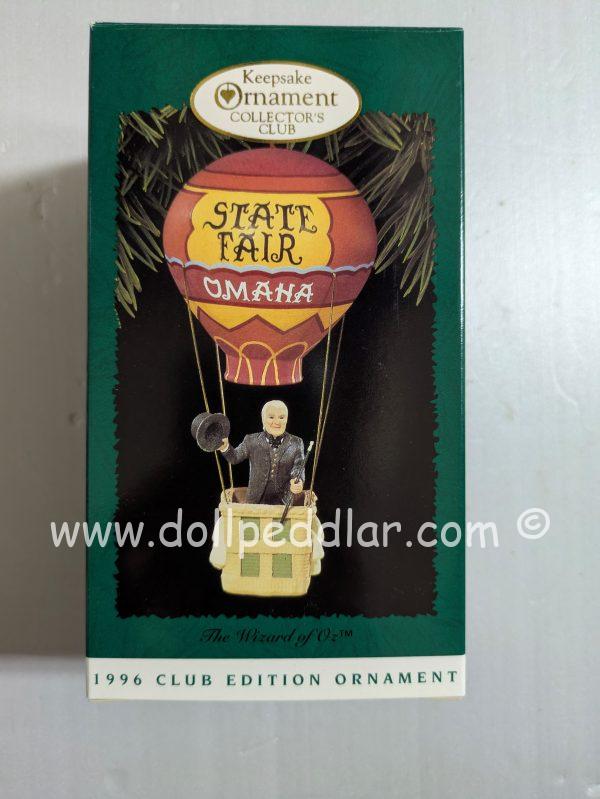 Keepsake
Ornament
COLLECTOR'S
CLUB
STATE
FAIR
OMAHA
www.dollpeddlar.com ©
The Wizard of Oz™
1996 CLUB EDITION ORNAMENT